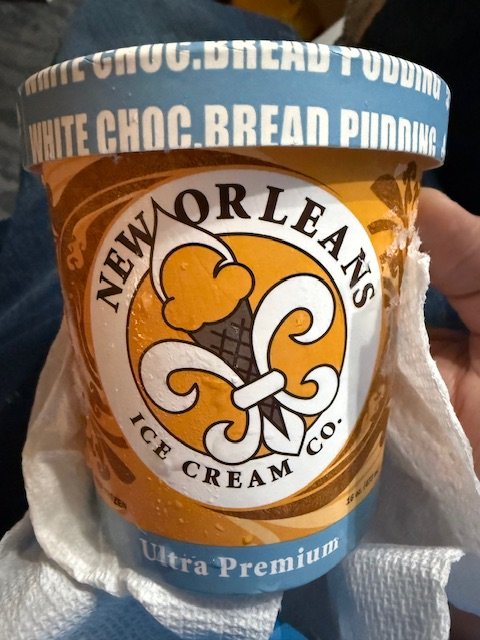 WHITE CHOC.BREAD PUDDING
WHITE CHOC.BREAD PUDDING
NEW ORLEANS
ICE CREAM CO.
Ultra Premium